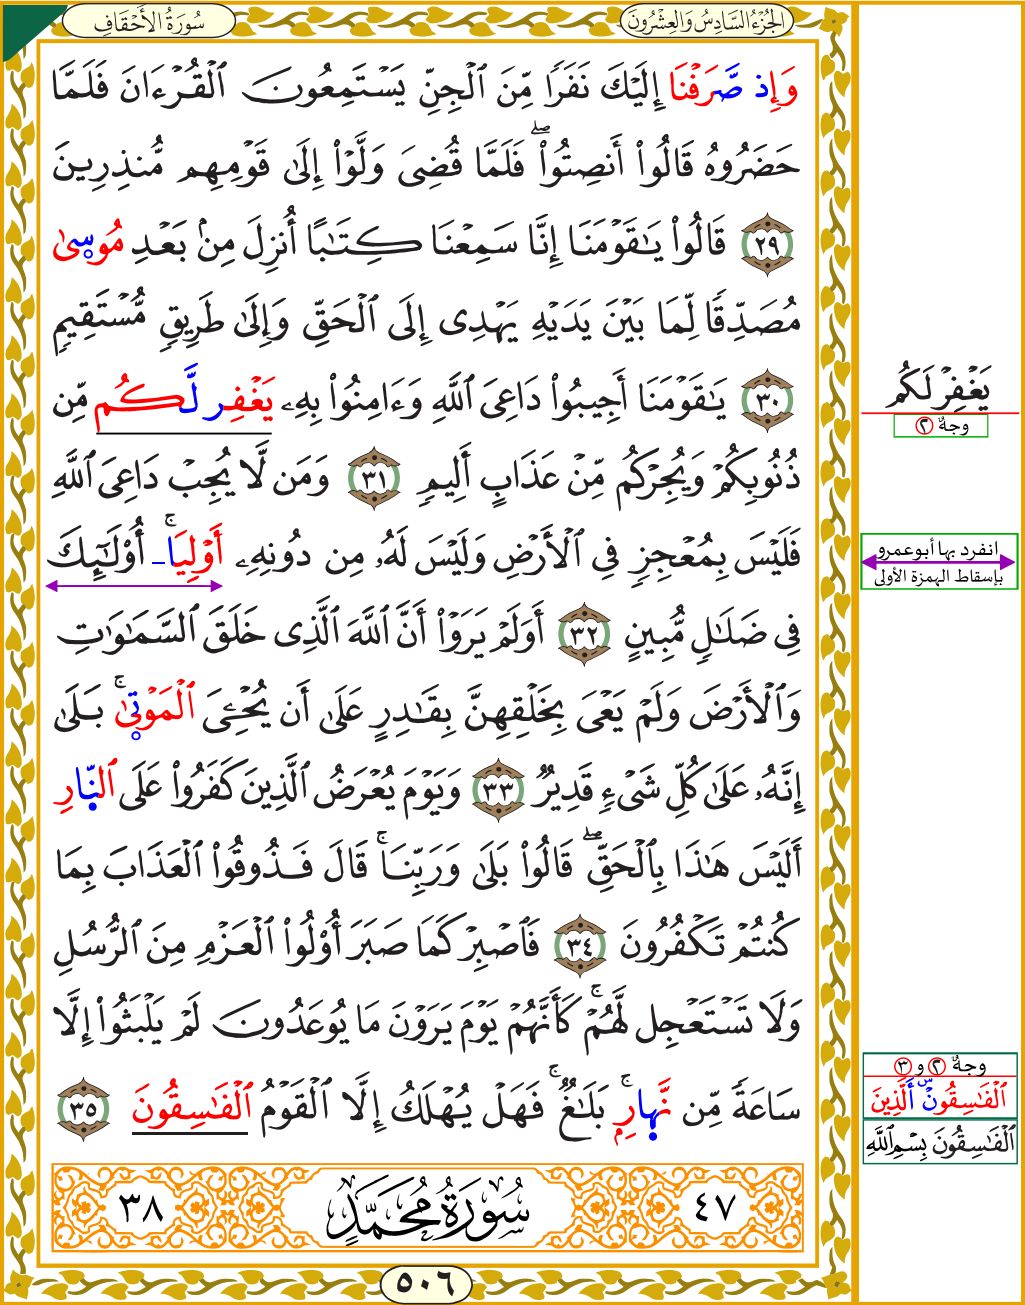 الجُزْءُ السَّادِسُ وَالعِشْرُونَ
سُورَةُ الأَحْقَافِ
وَإِذ صَّرَفْنَا إِلَيْكَ نَفَرًا مِّنَ ٱلْجِنِّ يَسْتَمِعُونَ ٱلْقُرْءَانَ فَلَمَّا
حَضَرُوهُ قَالُوٓاْ أَنصِتُواْۖ فَلَمَّا قُضِىَ وَلَّوْاْ إِلَىٰ قَوْمِهِم مُّنذِرِينَ
٢٩ قَالُواْ يَٰقَوْمَنَا إِنَّا سَمِعْنَا كِتَٰبًا أُنزِلَ مِنۢ بَعْدِ مُوسِىٰ
مُصَدِّقًا لِّمَا بَيْنَ يَدَيْهِ يَهْدِى إِلَى ٱلْحَقِّ وَإِلَىٰ طَرِيقٍ مُّسْتَقِيمٍ
٣٠ يَٰقَوْمَنَا أَجِيبُواْ دَاعِىَ ٱللَّهِ وَءَامِنُواْ بِهِۦ يَغْفِر لَّكُم مِّن
ذُنُوبِكُمْ وَيُجِرْكُم مِّنْ عَذَابٍ أَلِيمٍ ٣١ وَمَن لَّا يُجِبْ دَاعِىَ ٱللَّهِ
فَلَيْسَ بِمُعْجِزٍ فِى ٱلْأَرْضِ وَلَيْسَ لَهُۥ مِن دُونِهِۦ أَوْلِيَاۚ أُوْلَٰٓئِكَ
فِى ضَلَٰلٍ مُّبِينٍ ٣٢ أَوَلَمْ يَرَوْاْ أَنَّ ٱللَّهَ ٱلَّذِى خَلَقَ ٱلسَّمَٰوَٰتِ
وَٱلْأَرْضَ وَلَمْ يَعْىَ بِخَلْقِهِنَّ بِقَٰدِرٍ عَلَىٰ أَن يُحْـِۧىَ ٱلْمَوْتِىٰۚ بَلَىٰ
إِنَّهُۥ عَلَىٰ كُلِّ شَىْءٍ قَدِيرٌ ٣٣ وَيَوْمَ يُعْرَضُ ٱلَّذِينَ كَفَرُواْ عَلَى ٱلنّ۪ارِ
أَلَيْسَ هَٰذَا بِٱلْحَقِّۖ قَالُواْ بَلَىٰ وَرَبِّنَاۚ قَالَ فَذُوقُواْ ٱلْعَذَابَ بِمَا
كُنتُمْ تَكْفُرُونَ ٣٤ فَٱصْبِرْ كَمَا صَبَرَ أُوْلُواْ ٱلْعَزْمِ مِنَ ٱلرُّسُلِ
وَلَا تَسْتَعْجِل لَّهُمْۚ كَأَنَّهُمْ يَوْمَ يَرَوْنَ مَا يُوعَدُونَ لَمْ يَلْبَثُواْ إِلَّا
سَاعَةً مِّن نَّه۪ارِۭۚ بَلَٰغٌۚ فَهَلْ يُهْلَكُ إِلَّا ٱلْقَوْمُ ٱلْفَٰسِقُونَ ٣٥
٤٧ سُورَةُ مُحَمَّدٍ ٣٨
٥٠٦
يَغْفِرْ لَكُم
وجهٌ ٢
انفرد بها أبوعمرو
بإسقاط الهمزة الأولى
وجهٌ ٢ و ٣
ٱلْفَٰسِقُونَۜ ٱلَّذِينَ
ٱلْفَٰسِقُونَ بِسْمِ ٱللَّهِ